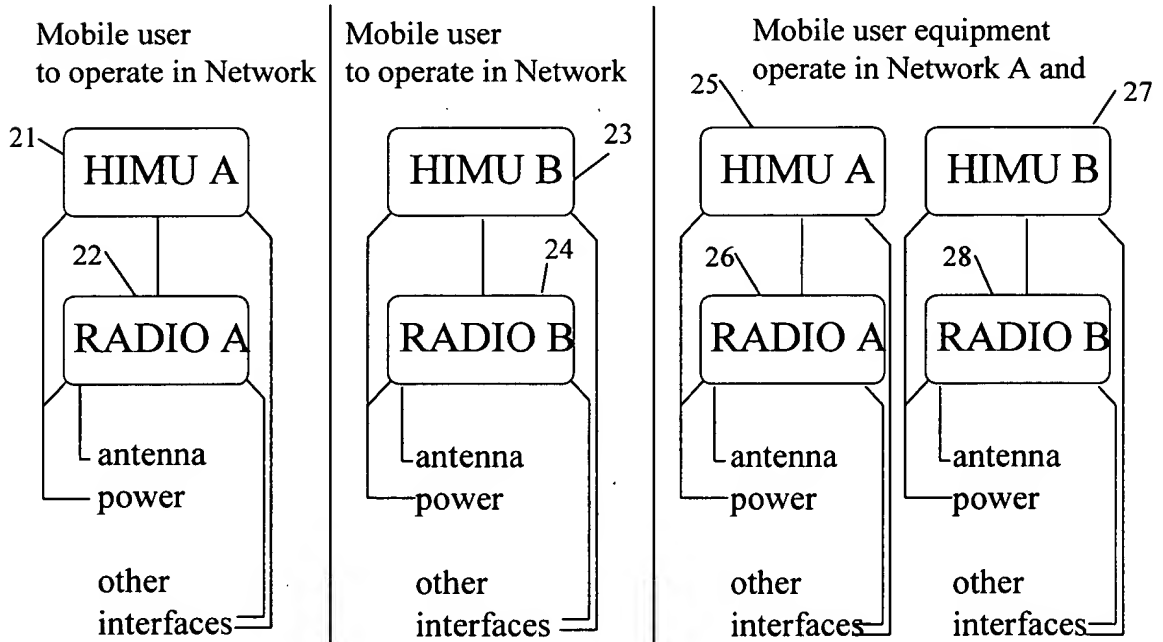 Mobile user
to operate in Network
21
HIMU A
22
RADIO A
antenna
power
other
interfaces
Mobile user
to operate in Network
23
HIMU B
24
RADIO B
antenna
power
other
interfaces
Mobile user equipment
operate in Network A and
25
27
HIMU A
HIMU B
26
28
RADIO A
RADIO B
antenna
antenna
power
power
other
other
interfaces
interfaces